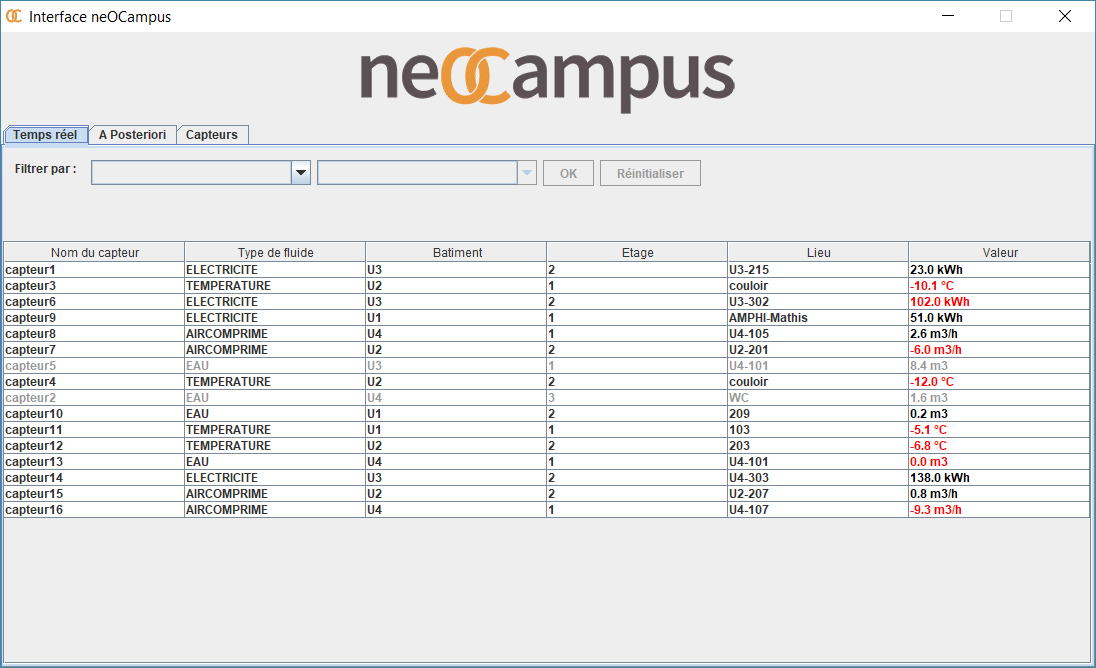 Interface neOCampus
neOCampus
Temps réel A Posteriori Capteurs
Filtrer par : OK Réinitialiser
Nom du capteur Type de fluide Batiment Etage Lieu Valeur
capteur1 ELECTRICITE U3 2 U3-215 23.0 kWh
capteur3 TEMPERATURE U2 1 couloir -10.1 °C
capteur6 ELECTRICITE U3 2 U3-302 102.0 kWh
capteur9 ELECTRICITE U1 1 AMPHI-Mathis 51.0 kWh
capteur8 AIRCOMPRIME U4 1 U4-105 2.6 m3/h
capteur7 AIRCOMPRIME U2 2 U2-201 -6.0 m3/h
capteur5 EAU U3 1 U4-101 8.4 m3
capteur4 TEMPERATURE U2 2 couloir -12.0 °C
capteur2 EAU U4 3 WC 1.6 m3
capteur10 EAU U1 2 209 0.2 m3
capteur11 TEMPERATURE U1 1 103 -5.1 °C
capteur12 TEMPERATURE U2 2 203 -6.8 °C
capteur13 EAU U4 1 U4-101 0.0 m3
capteur14 ELECTRICITE U3 2 U4-303 138.0 kWh
capteur15 AIRCOMPRIME U2 2 U2-207 0.8 m3/h
capteur16 AIRCOMPRIME U4 1 U4-107 -9.3 m3/h